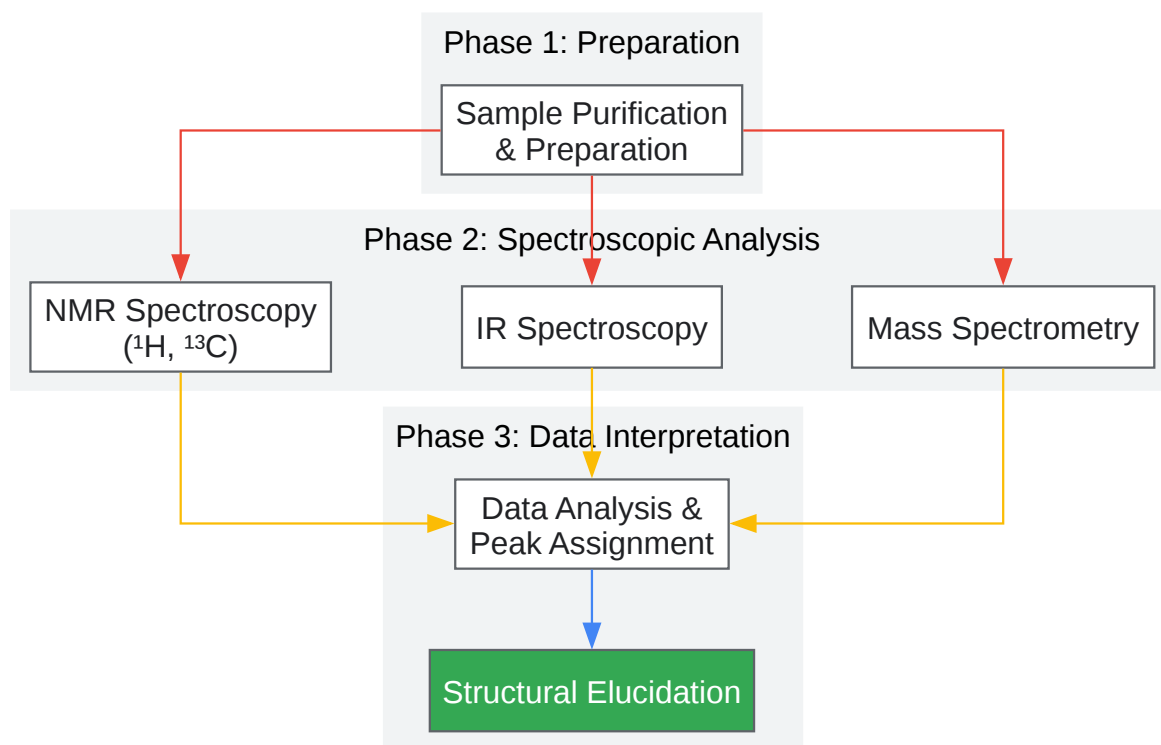 Phase 1: Preparation
Sample Purification
& Preparation
Phase 2: Spectroscopic Analysis
NMR Spectroscopy
(¹H, ¹³C)
IR Spectroscopy
Mass Spectrometry
Phase 3: Data Interpretation
Data Analysis &
Peak Assignment
Structural Elucidation